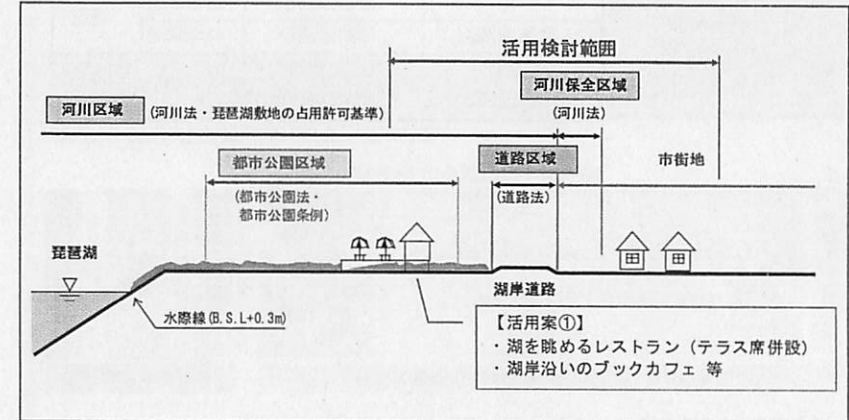 活用検討範囲
河川保全区域
(河川法)
河川区域 (河川法・琵琶湖敷地の占用許可基準)
都市公園区域
(都市公園法・
都市公園条例)
道路区域
(道路法)
市街地
琵琶湖
水際線(B.S.L+0.3m)
湖岸道路
【活用案①】
・湖を眺めるレストラン(テラス席併設)
・湖岸沿いのブックカフェ 等